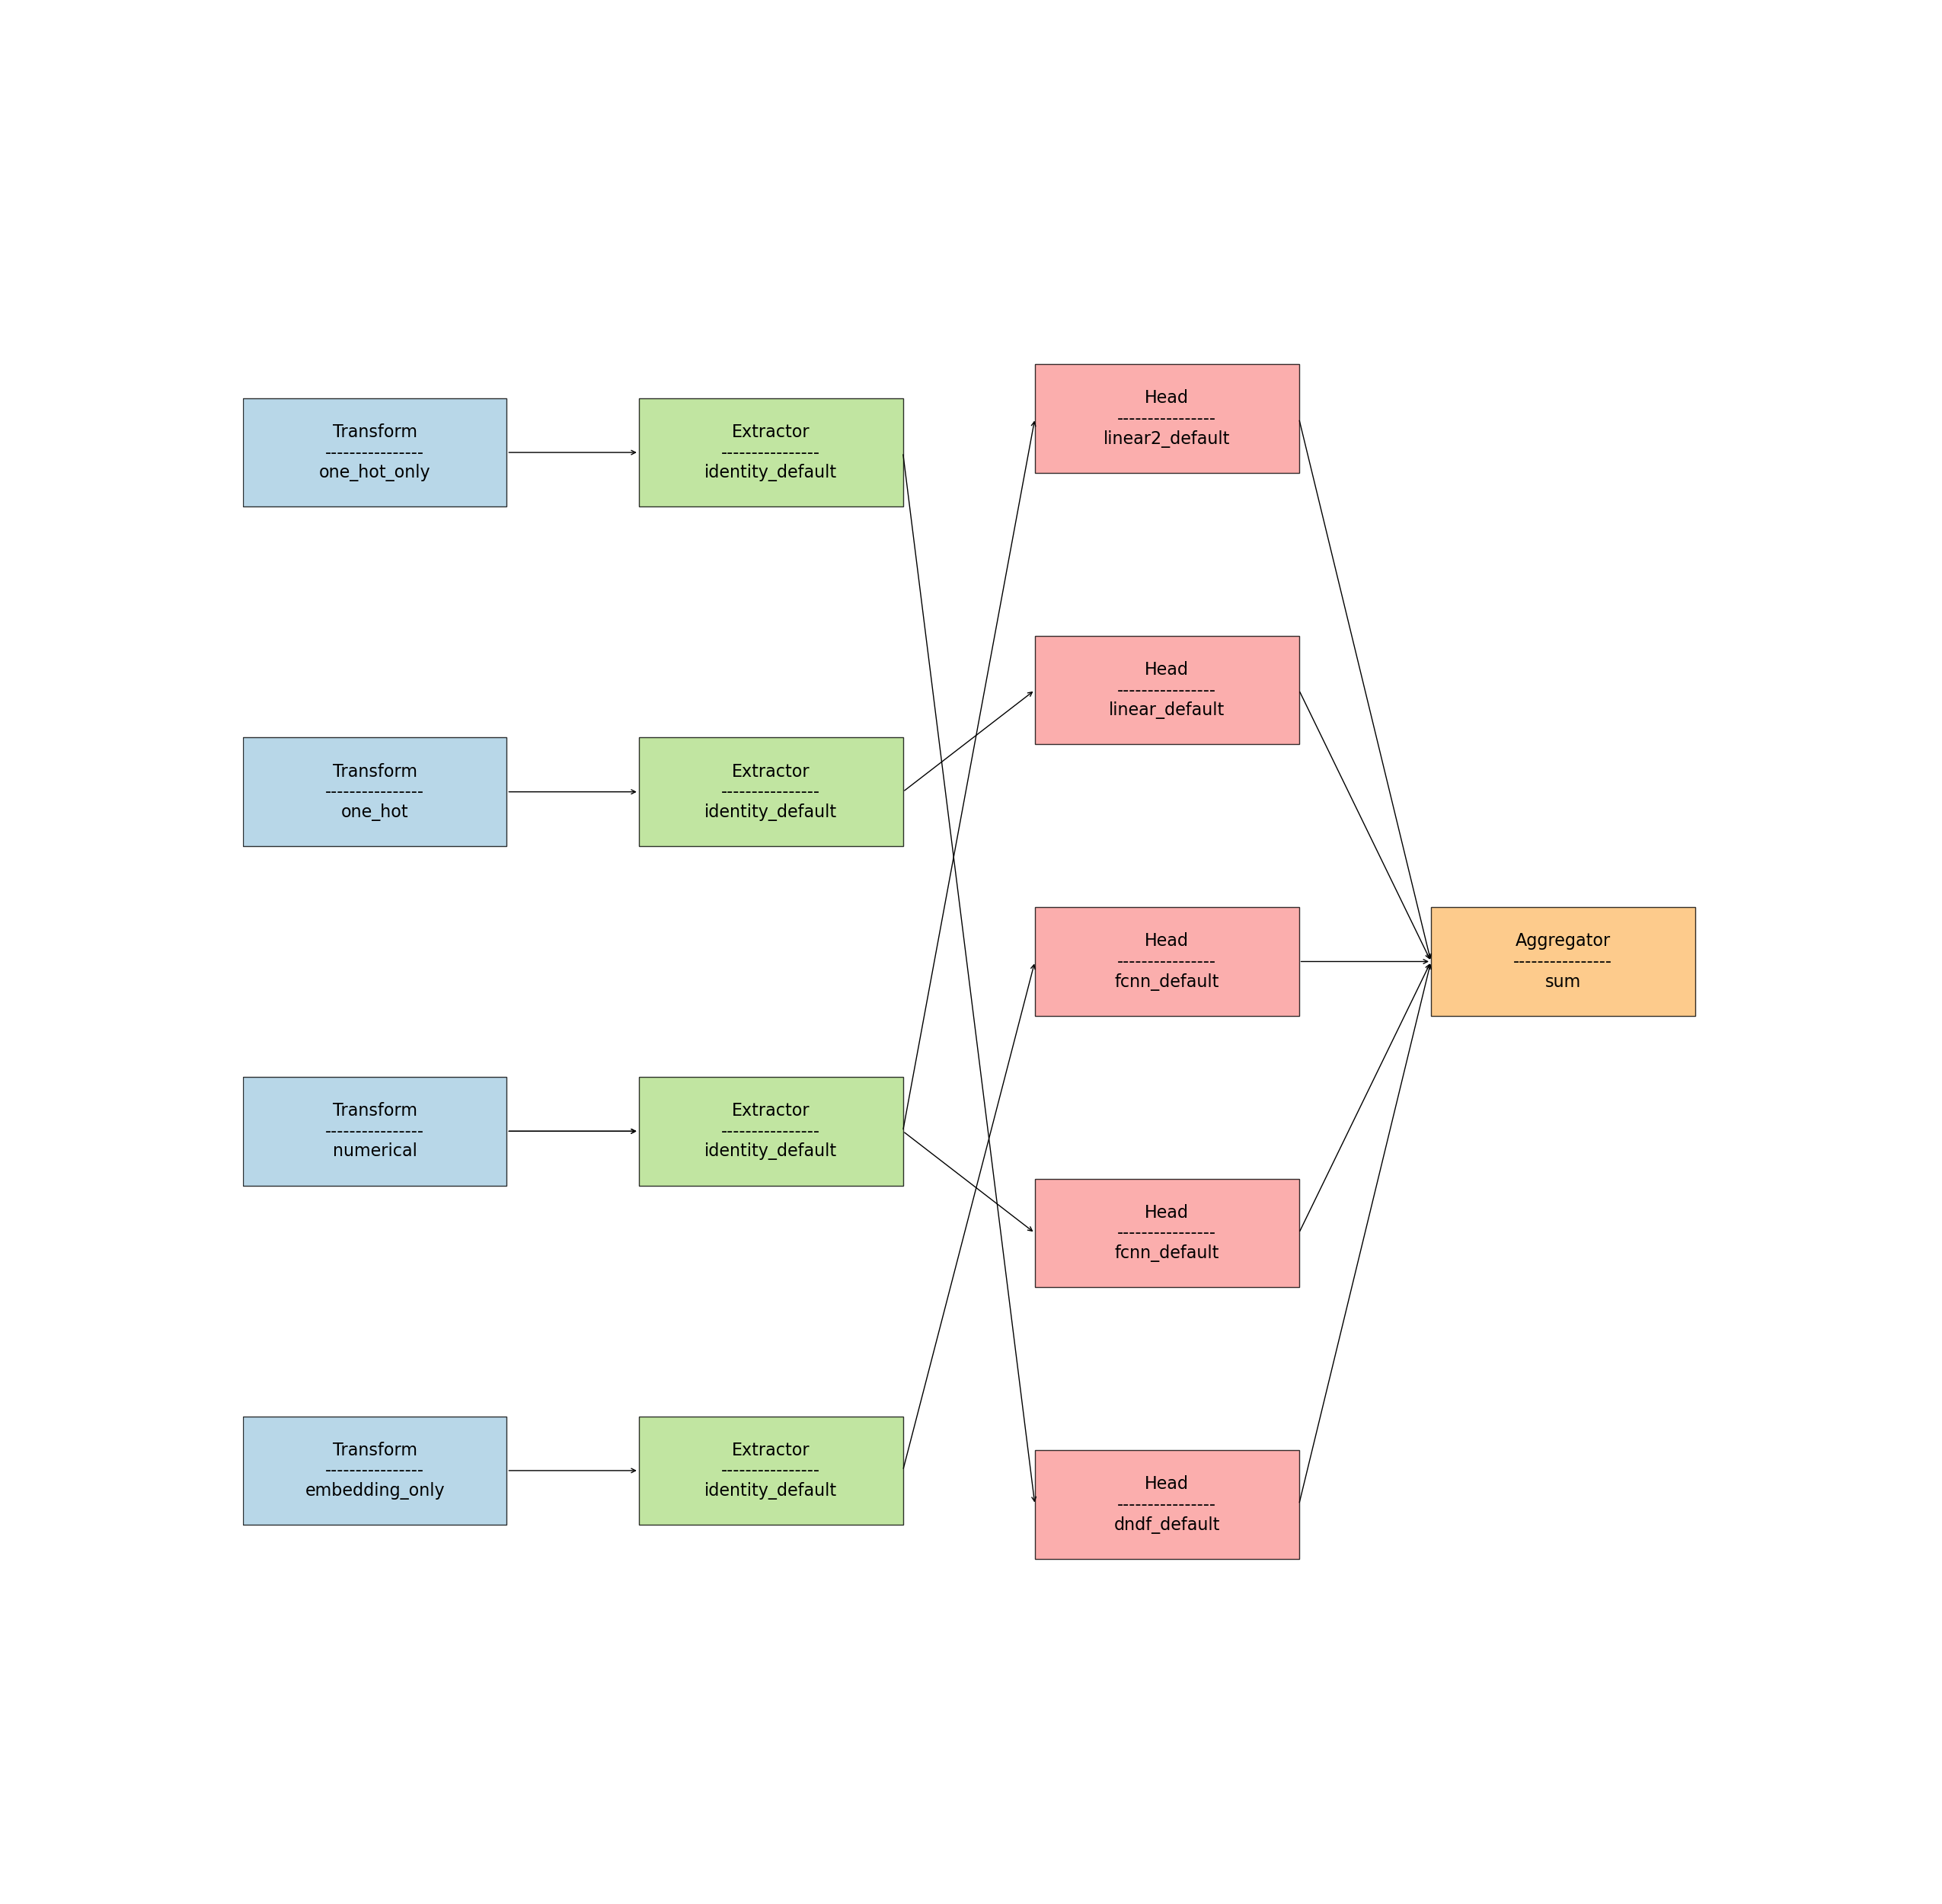 Transform
----------------
one_hot_only
Transform
----------------
one_hot
Transform
----------------
numerical
Transform
----------------
embedding_only
Extractor
----------------
identity_default
Extractor
----------------
identity_default
Extractor
----------------
identity_default
Extractor
----------------
identity_default
Head
----------------
linear2_default
Head
----------------
linear_default
Head
----------------
fcnn_default
Head
----------------
fcnn_default
Head
----------------
dndf_default
Aggregator
----------------
sum